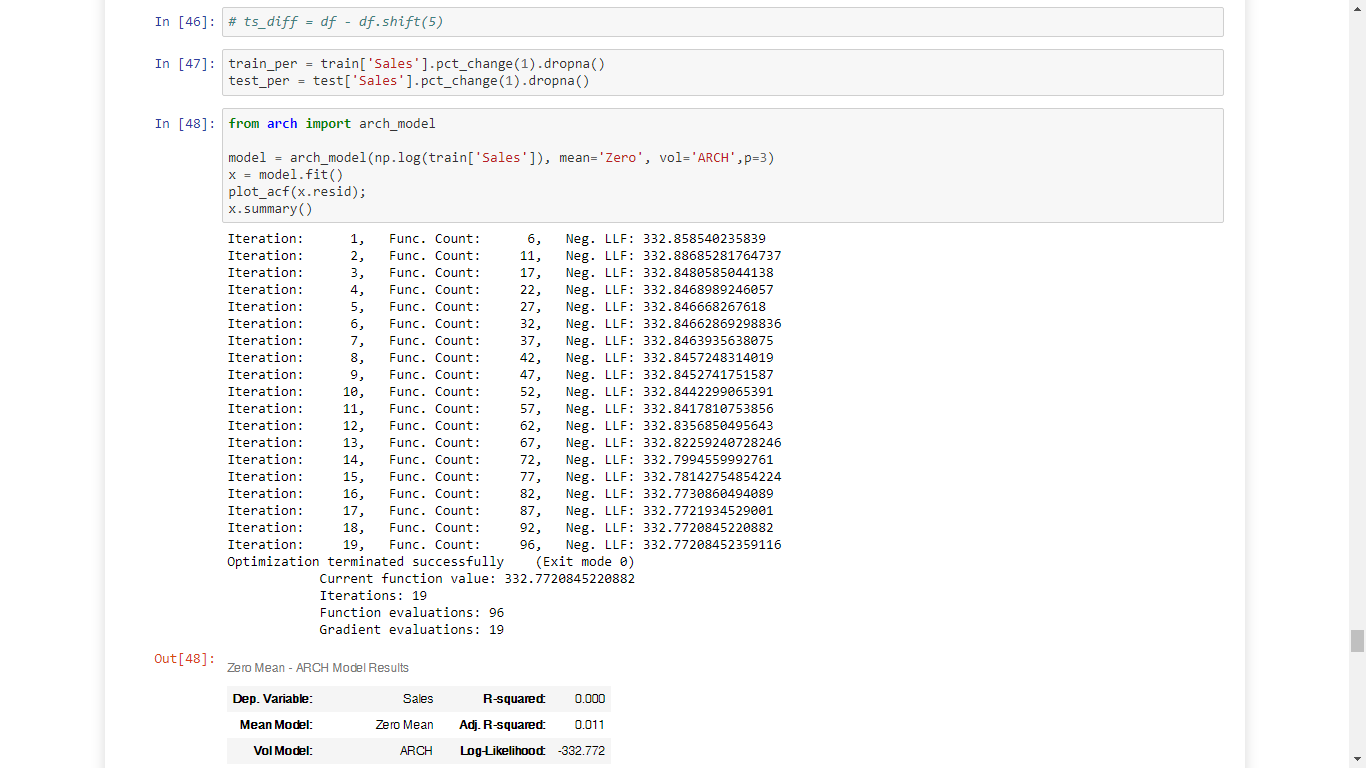 In [46]: # ts_diff = df - df.shift(5)
In [47]: train_per = train['Sales'].pct_change(1).dropna()
test_per = test['Sales'].pct_change(1).dropna()
In [48]: from arch import arch_model
model = arch_model(np.log(train['Sales']), mean='Zero', vol='ARCH',p=3)
x = model.fit()
plot_acf(x.resid);
x.summary()
Iteration: 1, Func. Count: 6, Neg. LLF: 332.858540235839
Iteration: 2, Func. Count: 11, Neg. LLF: 332.88685281764737
Iteration: 3, Func. Count: 17, Neg. LLF: 332.8480585044138
Iteration: 4, Func. Count: 22, Neg. LLF: 332.8468989246057
Iteration: 5, Func. Count: 27, Neg. LLF: 332.846668267618
Iteration: 6, Func. Count: 32, Neg. LLF: 332.84662869298836
Iteration: 7, Func. Count: 37, Neg. LLF: 332.8463935638075
Iteration: 8, Func. Count: 42, Neg. LLF: 332.8457248314019
Iteration: 9, Func. Count: 47, Neg. LLF: 332.8452741751587
Iteration: 10, Func. Count: 52, Neg. LLF: 332.8442299065391
Iteration: 11, Func. Count: 57, Neg. LLF: 332.8417810753856
Iteration: 12, Func. Count: 62, Neg. LLF: 332.8356850495643
Iteration: 13, Func. Count: 67, Neg. LLF: 332.82259240728246
Iteration: 14, Func. Count: 72, Neg. LLF: 332.7994559992761
Iteration: 15, Func. Count: 77, Neg. LLF: 332.78142754854224
Iteration: 16, Func. Count: 82, Neg. LLF: 332.7730860494089
Iteration: 17, Func. Count: 87, Neg. LLF: 332.7721934529001
Iteration: 18, Func. Count: 92, Neg. LLF: 332.7720845220882
Iteration: 19, Func. Count: 96, Neg. LLF: 332.77208452359116
Optimization terminated successfully (Exit mode 0)
Current function value: 332.7720845220882
Iterations: 19
Function evaluations: 96
Gradient evaluations: 19
Out[48]: Zero Mean - ARCH Model Results
Dep. Variable: Sales R-squared: 0.000
Mean Model: Zero Mean Adj. R-squared: 0.011
Vol Model: ARCH Log-Likelihood: -332.772